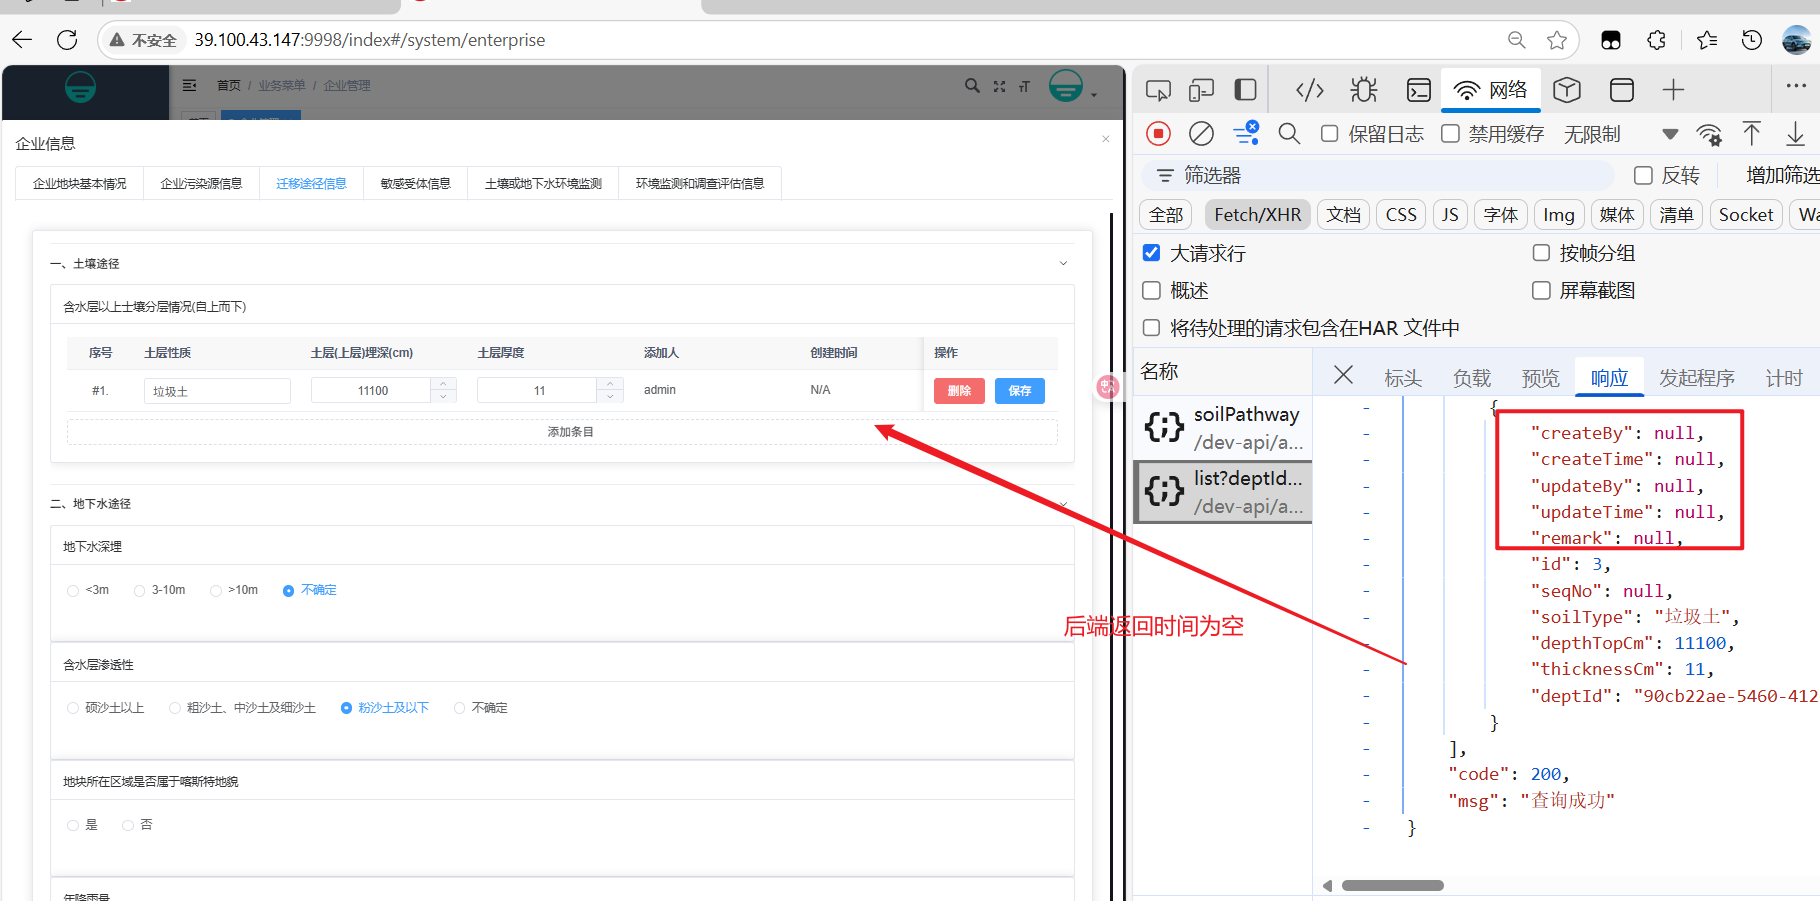 不安全 39.100.43.147:9998/index#/system/enterprise
首页 / 业务菜单 / 企业管理
企业信息
企业地块基本情况 企业污染源信息 迁移途径信息 敏感受体信息 土壤或地下水环境监测 环境监测和调查评估信息
一、土壤途径
含水层以上土壤分层情况(自上而下)
序号 土层性质 土层(上层)埋深(cm) 土层厚度 添加人 创建时间 操作
#1. 垃圾土 11100 11 admin N/A 删除 保存
添加条目
二、地下水途径
地下水深埋
<3m 3-10m >10m 不确定
后端返回时间为空
含水层渗透性
砾沙土以上 粗沙土、中沙土及细沙土 粉沙土及以下 不确定
地块所在区域是否属于喀斯特地貌
是 否
年降雨量
网络
保留日志 禁用缓存 无限制
筛选器 反转 增加筛选
全部 Fetch/XHR 文档 CSS JS 字体 Img 媒体 清单 Socket Wa
大请求行 按帧分组
概述 屏幕截图
将待处理的请求包含在HAR 文件中
名称 标头 负载 预览 响应 发起程序 计时
soilPathway
/dev-api/a...
list?deptId...
/dev-api/a...
{
"createBy": null,
"createTime": null,
"updateBy": null,
"updateTime": null,
"remark": null,
"id": 3,
"seqNo": null,
"soilType": "垃圾土",
"depthTopCm": 11100,
"thicknessCm": 11,
"deptId": "90cb22ae-5460-412
}
],
"code": 200,
"msg": "查询成功"
}